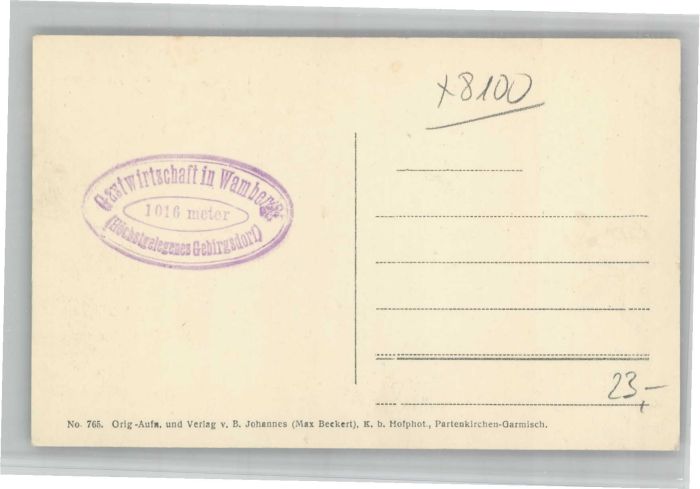 x 8100
Gastwirtschaft in Wamberg
1016 meter
(Höchstgelegenes Gebirgsdorf)
23,-
No. 765. Orig.-Aufn. und Verlag v. B. Johannes (Max Beckert), K. b. Hofphot., Partenkirchen-Garmisch.